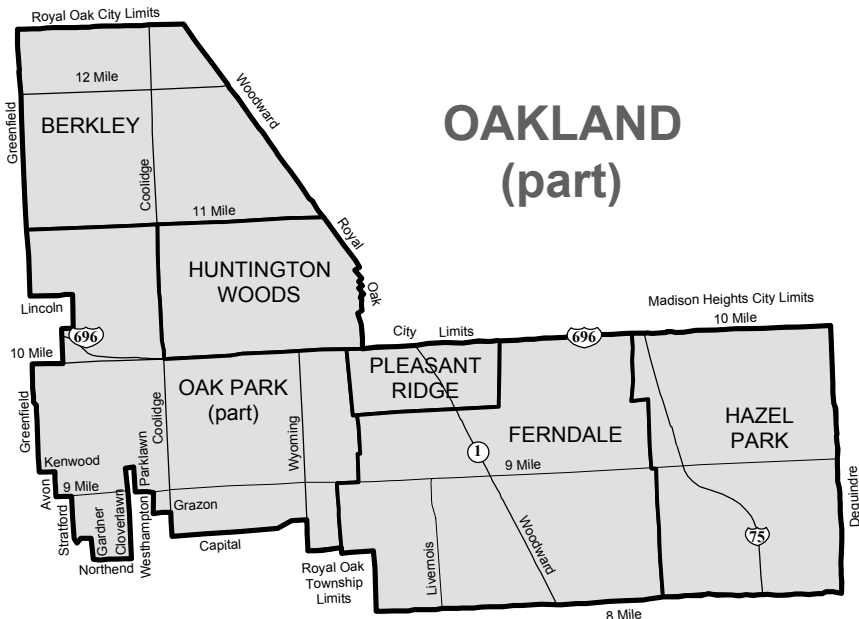 Royal Oak City Limits
12 Mile
Woodward
OAKLAND
(part)
Greenfield
BERKLEY
Coolidge
11 Mile
Royal
HUNTINGTON
WOODS
Oak
Lincoln
Madison Heights City Limits
10 Mile
City Limits
696
696
10 Mile
PLEASANT
RIDGE
OAK PARK
(part)
Greenfield
Coolidge
Wyoming
FERNDALE
HAZEL
PARK
1
9 Mile
Kenwood
Parklawn
Avon
9 Mile
Stratford
Gardner
Cloverlawn
Westhampton
Grazon
Capital
Northend
Royal Oak
Township
Limits
Livernois
Woodward
75
Dequindre
8 Mile